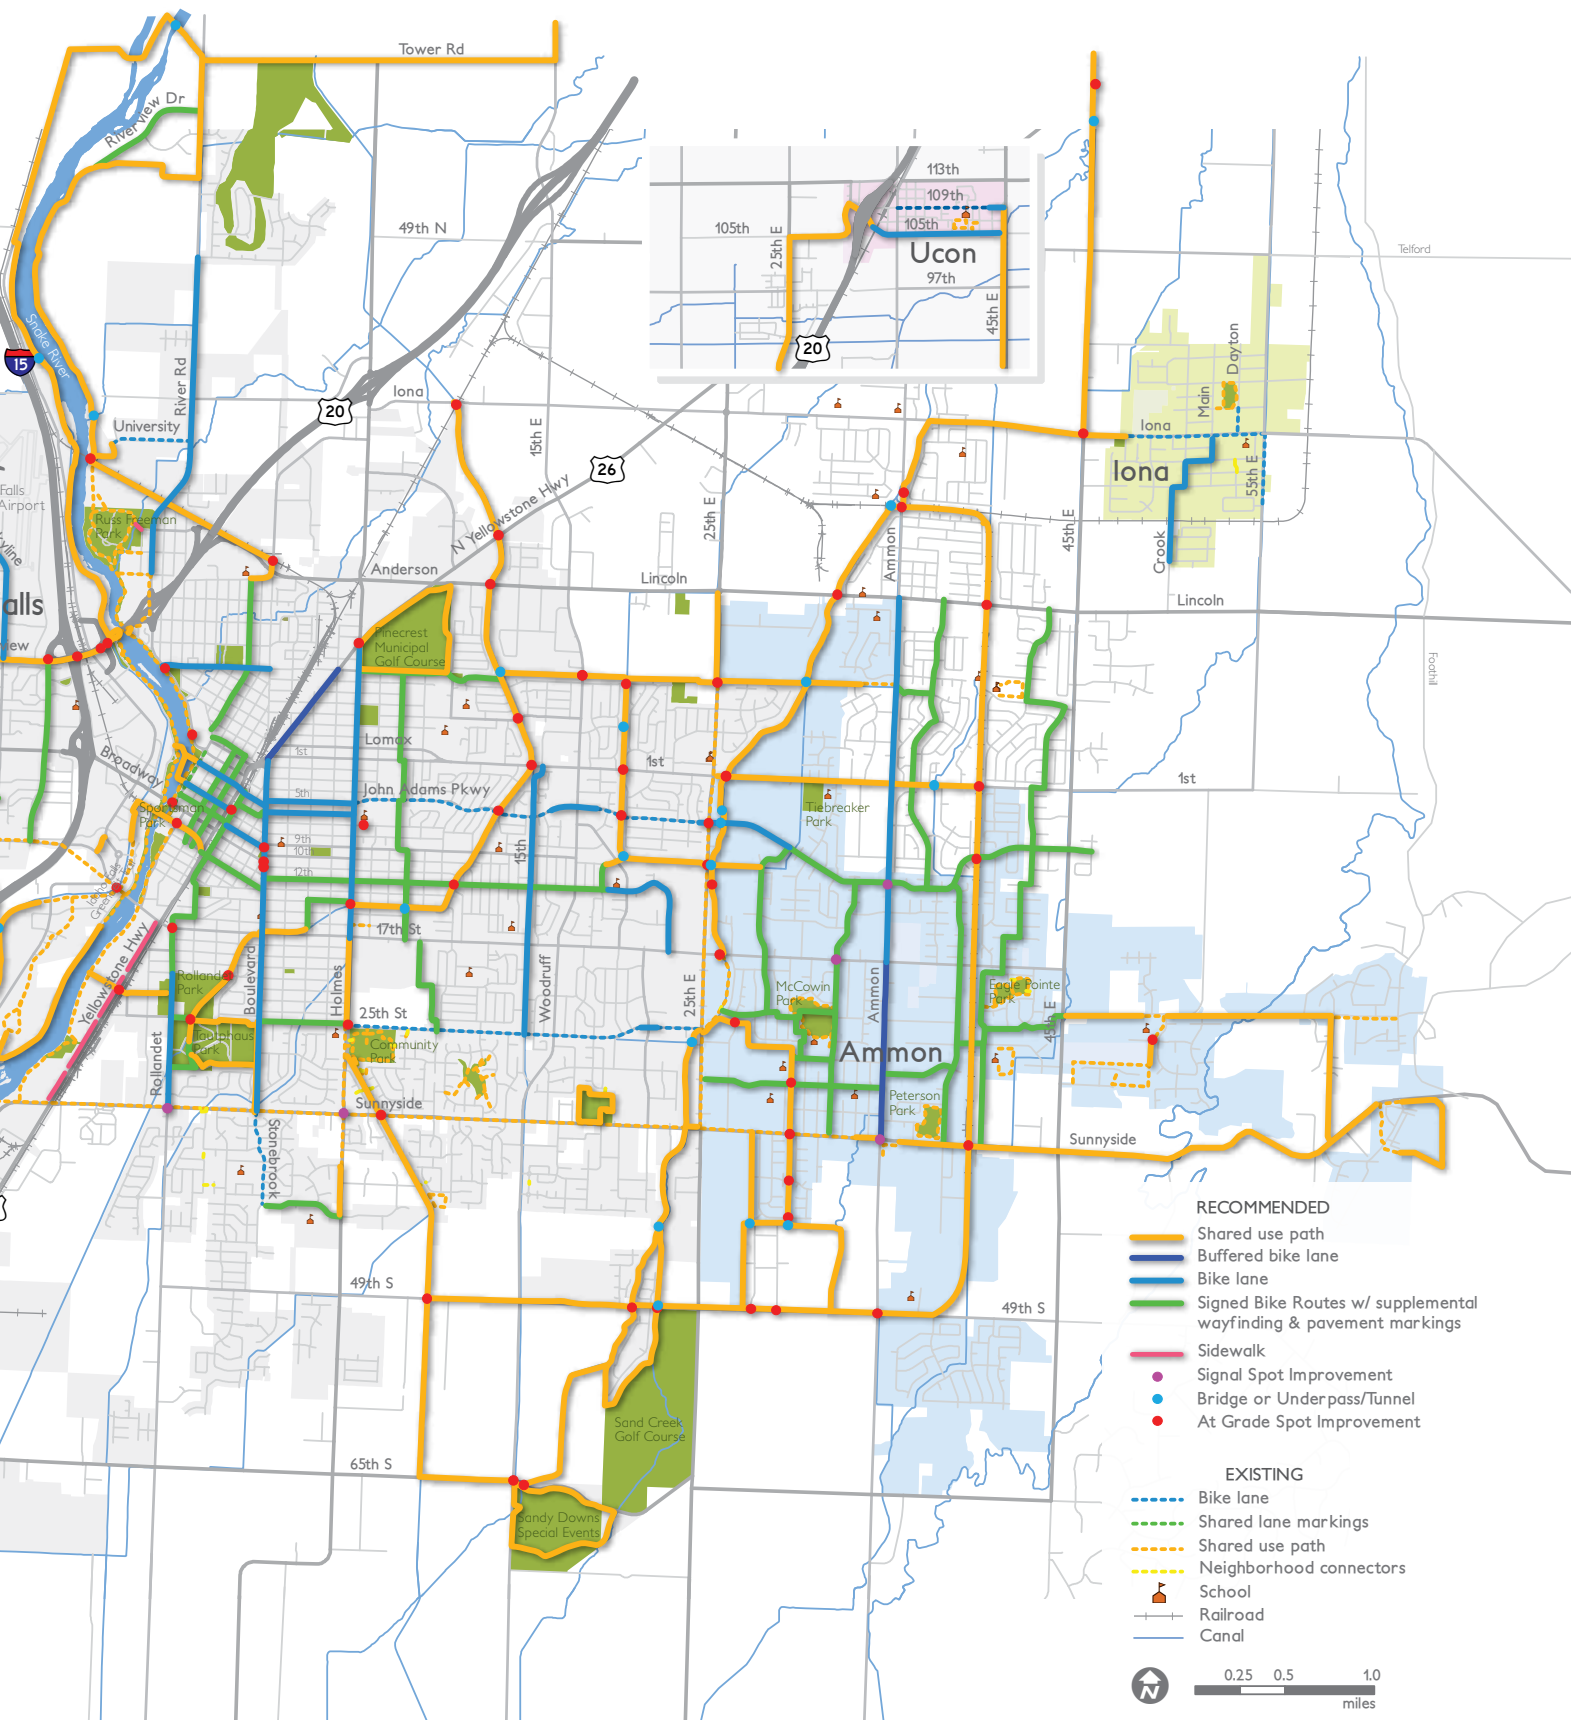 Tower Rd
Riverview Dr
49th N
113th
109th
105th
105th
25th E
Ucon
97th
45th E
20
Telford
Snake River
15
River Rd
20
Iona
University
15th E
26
Dayton
Main
Iona
Iona
55th E
Falls
Airport
Russ Freeman
Park
N Yellowstone Hwy
25th E
Ammon
45th E
Crook
yline
alls
Anderson
Lincoln
Lincoln
iew
Pinecrest
Municipal
Golf Course
Foothill
Broadway
1st
Lomax
1st
1st
5th
John Adams Pkwy
Sportsman
Park
Tiebreaker
Park
9th
10th
12th
15th
Idaho Falls
Greenbelt Trail
17th St
Yellowstone Hwy
Rollandet
Park
Boulevard
Holmes
Woodruff
25th E
McCowin
Park
Ammon
Eagle Pointe
Park
45th E
25th St
Tautphaus
Park
Community
Park
Ammon
Rollandet
Peterson
Park
Sunnyside
Sunnyside
Stonebrook
49th S
49th S
Sand Creek
Golf Course
65th S
Sandy Downs
Special Events
RECOMMENDED
Shared use path
Buffered bike lane
Bike lane
Signed Bike Routes w/ supplemental
wayfinding & pavement markings
Sidewalk
Signal Spot Improvement
Bridge or Underpass/Tunnel
At Grade Spot Improvement
EXISTING
Bike lane
Shared lane markings
Shared use path
Neighborhood connectors
School
Railroad
Canal
N
0.25 0.5 1.0
miles